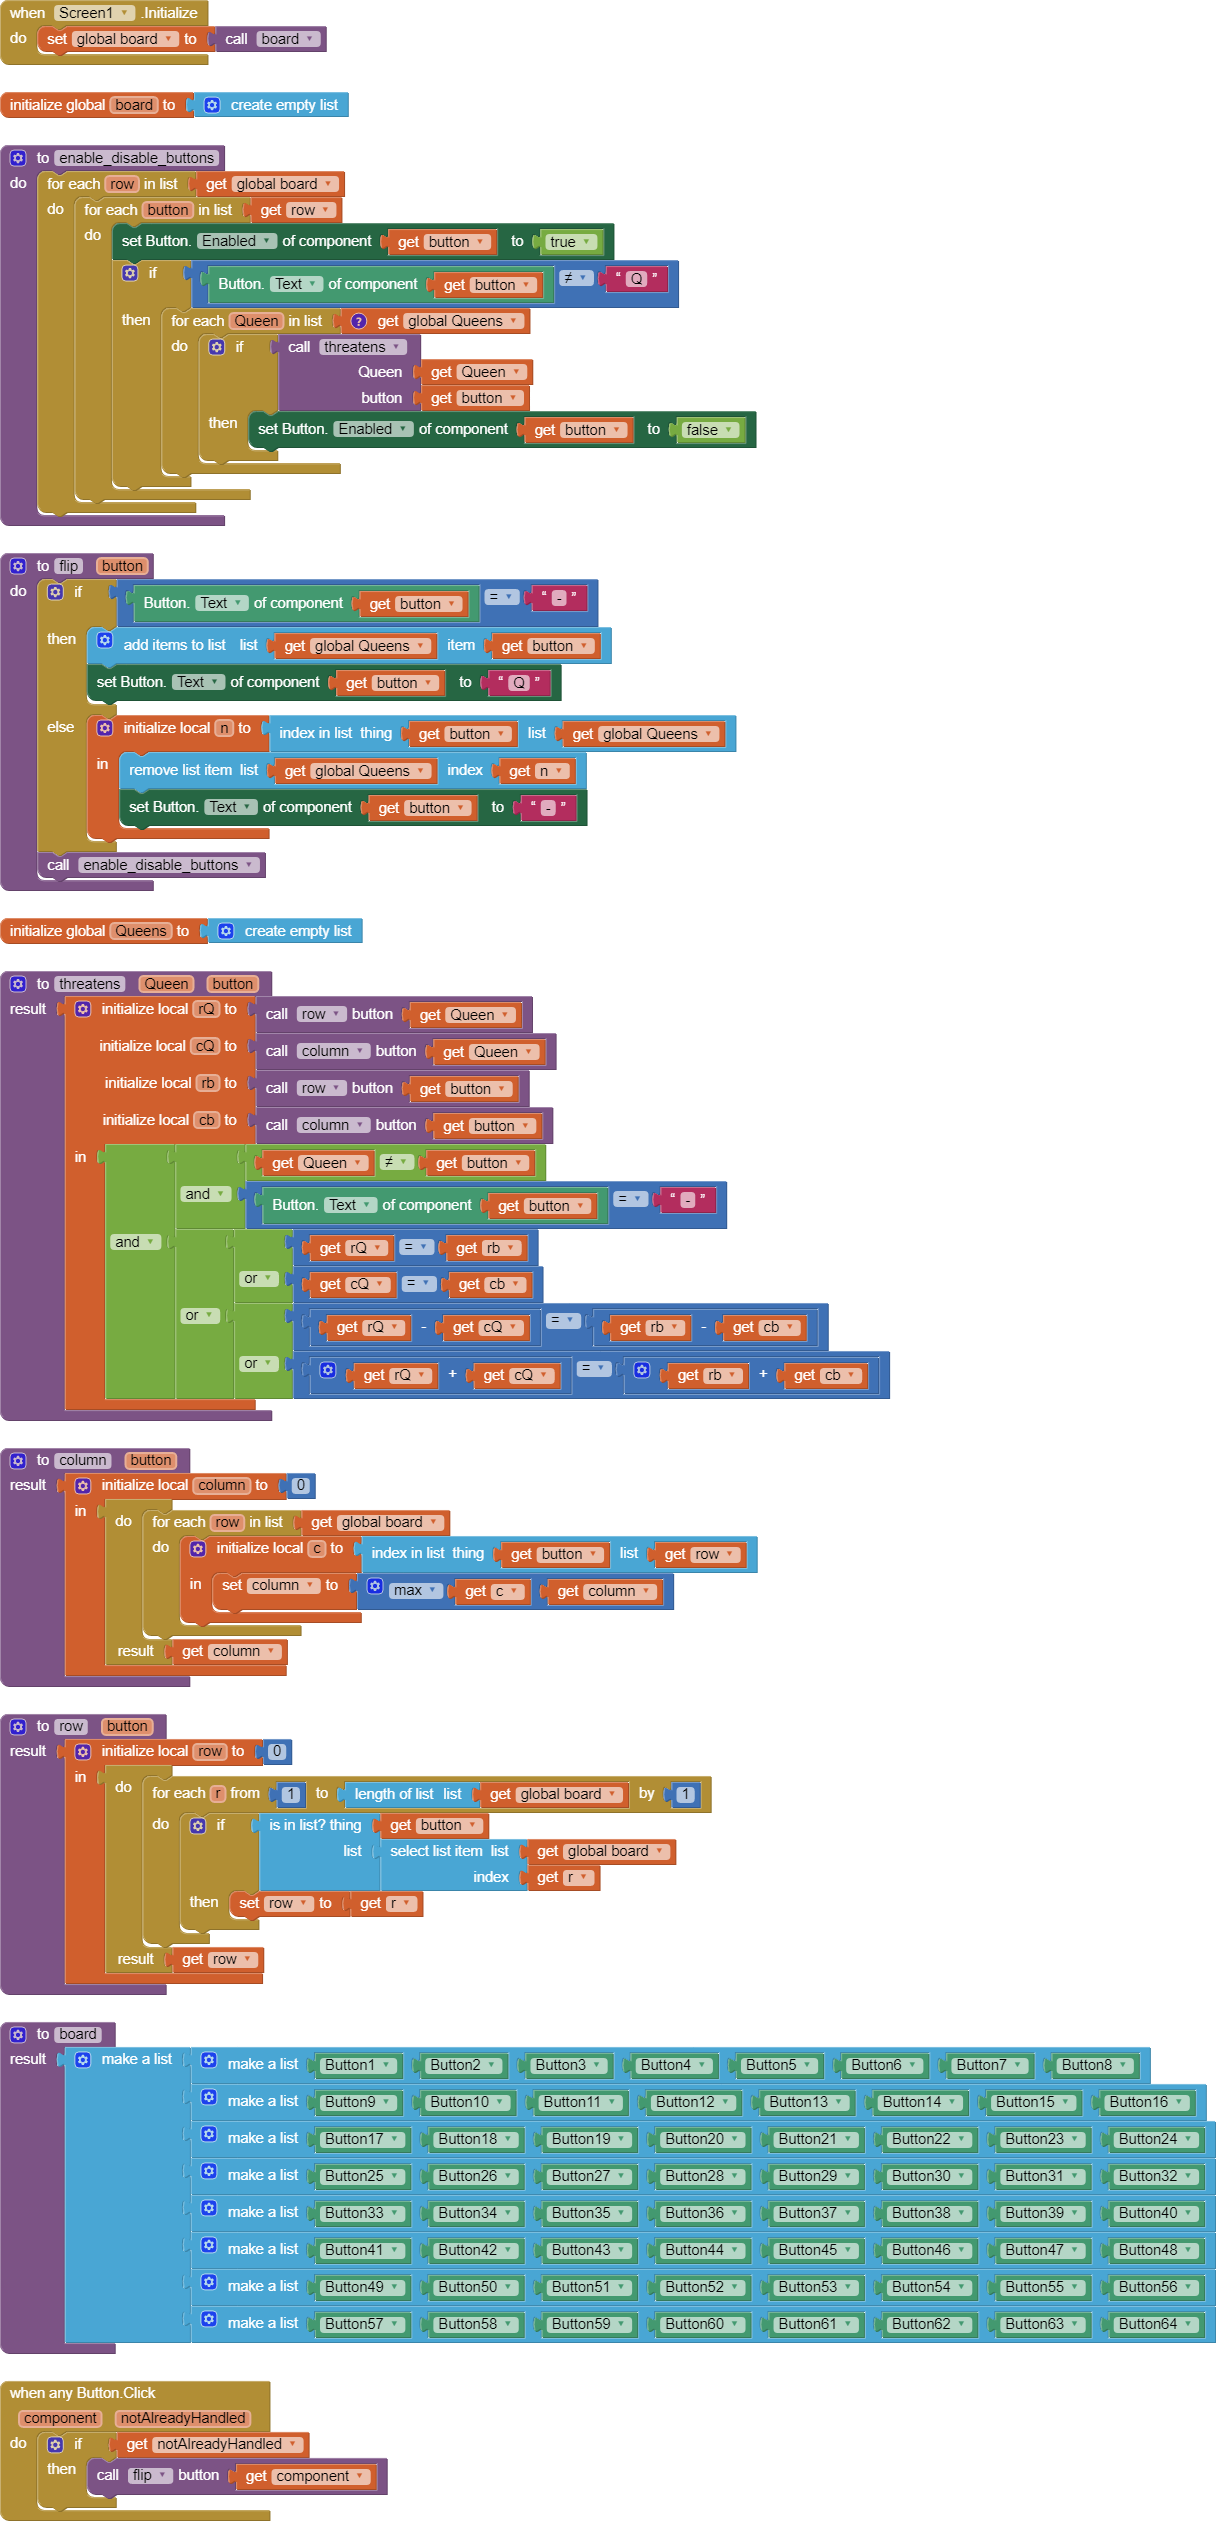 when Screen1 .Initialize
do set global board to call board
initialize global board to create empty list
to enable_disable_buttons
do for each row in list get global board
do for each button in list get row
do set Button. Enabled of component get button to true
if Button. Text of component get button ≠ “ Q ”
then for each Queen in list ? get global Queens
do if call threatens
Queen get Queen
button get button
then set Button. Enabled of component get button to false
to flip button
do if Button. Text of component get button = “ - ”
then add items to list list get global Queens item get button
set Button. Text of component get button to “ Q ”
else initialize local n to index in list thing get button list get global Queens
in remove list item list get global Queens index get n
set Button. Text of component get button to “ - ”
call enable_disable_buttons
initialize global Queens to create empty list
to threatens Queen button
result initialize local rQ to call row button get Queen
initialize local cQ to call column button get Queen
initialize local rb to call row button get button
initialize local cb to call column button get button
in get Queen ≠ get button
and Button. Text of component get button = “ - ”
and get rQ = get rb
or get cQ = get cb
or get rQ - get cQ = get rb - get cb
or get rQ + get cQ = get rb + get cb
to column button
result initialize local column to 0
in do for each row in list get global board
do initialize local c to index in list thing get button list get row
in set column to max get c get column
result get column
to row button
result initialize local row to 0
in do for each r from 1 to length of list list get global board by 1
do if is in list? thing get button
list select list item list get global board
index get r
then set row to get r
result get row
to board
result make a list make a list Button1 Button2 Button3 Button4 Button5 Button6 Button7 Button8
make a list Button9 Button10 Button11 Button12 Button13 Button14 Button15 Button16
make a list Button17 Button18 Button19 Button20 Button21 Button22 Button23 Button24
make a list Button25 Button26 Button27 Button28 Button29 Button30 Button31 Button32
make a list Button33 Button34 Button35 Button36 Button37 Button38 Button39 Button40
make a list Button41 Button42 Button43 Button44 Button45 Button46 Button47 Button48
make a list Button49 Button50 Button51 Button52 Button53 Button54 Button55 Button56
make a list Button57 Button58 Button59 Button60 Button61 Button62 Button63 Button64
when any Button.Click
component notAlreadyHandled
do if get notAlreadyHandled
then call flip button get component